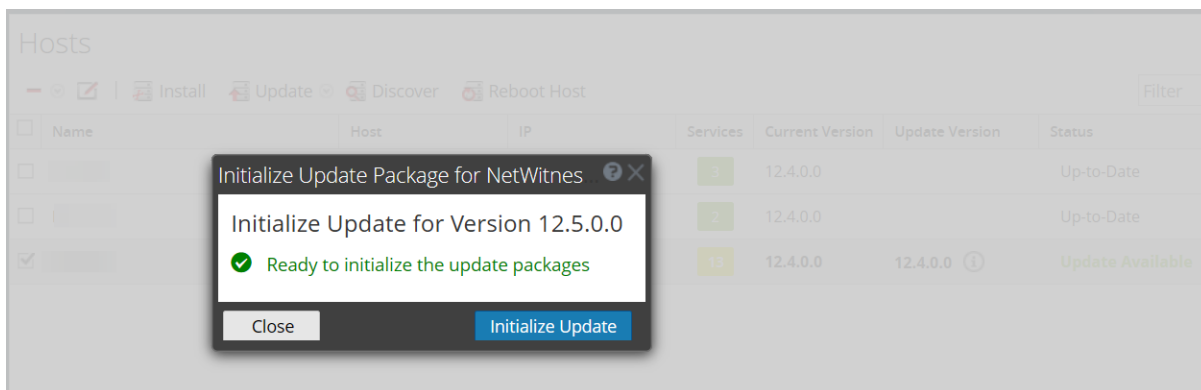 Hosts
Install Update Discover Reboot Host Filter
Name Host IP Services Current Version Update Version Status
3 12.4.0.0 Up-to-Date
2 12.4.0.0 Up-to-Date
12.4.0.0 12.4.0.0 Update Available
Initialize Update Package for NetWitnes...
Initialize Update for Version 12.5.0.0
Ready to initialize the update packages
Close Initialize Update